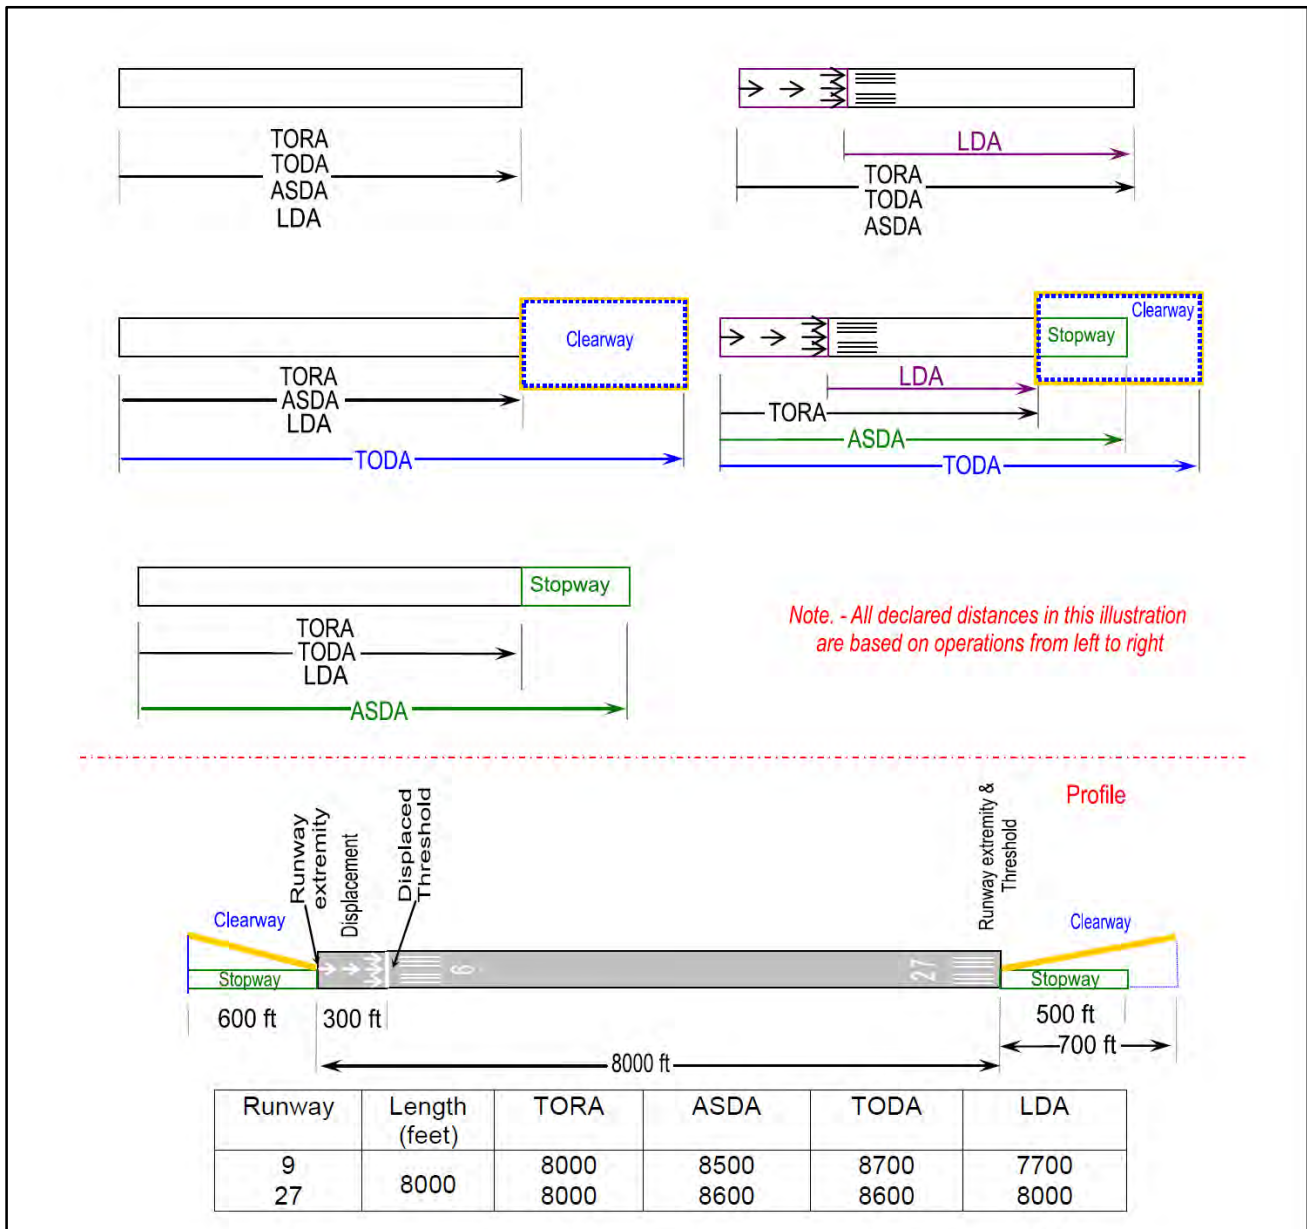 TORA
TODA
ASDA
LDA
LDA
TORA
TODA
ASDA
Clearway
TORA
ASDA
LDA
TODA
Clearway
Stopway
LDA
TORA
ASDA
TODA
Stopway
TORA
TODA
LDA
ASDA
Note. - All declared distances in this illustration
are based on operations from left to right
Profile
Runway
extremity
Displacement
Displaced
Threshold
Runway extremity &
Threshold
Clearway
Clearway
Stopway
9
27
Stopway
600 ft
300 ft
500 ft
700 ft
8000 ft
Runway Length (feet) TORA ASDA TODA LDA
9 8000 8000 8500 8700 7700
27 8000 8600 8600 8000